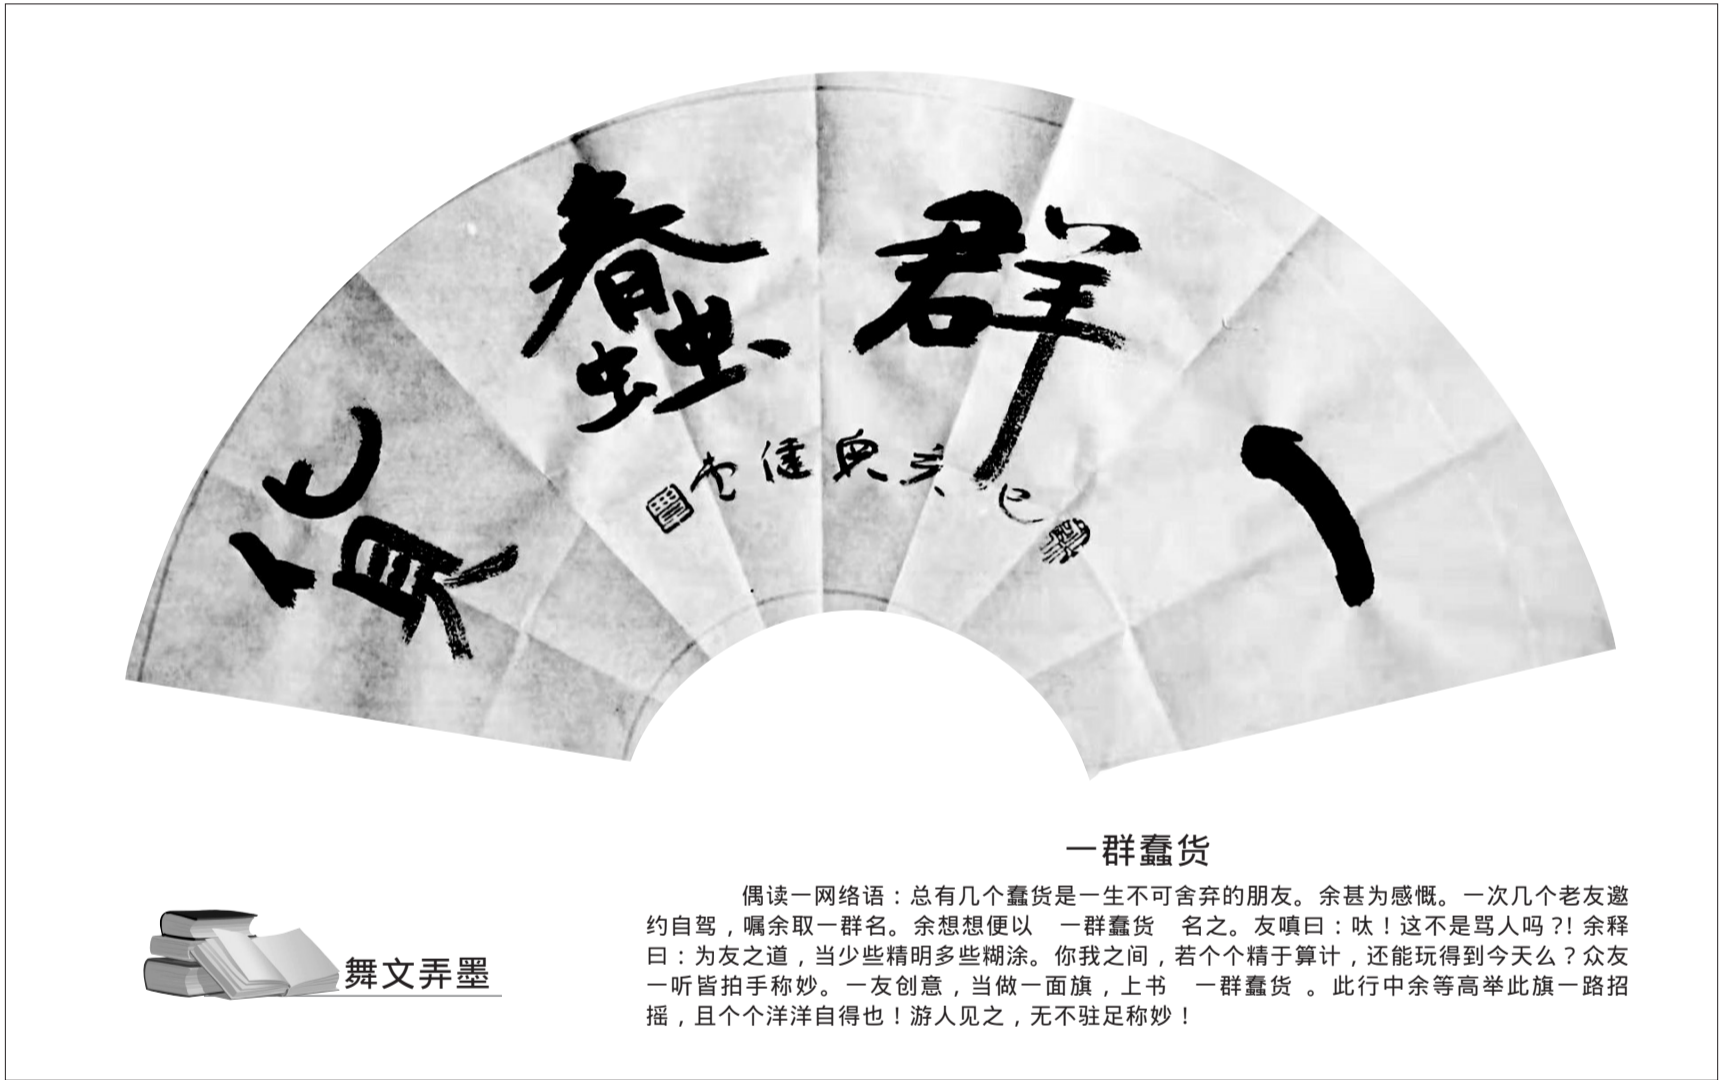 一群蠢货
己亥奥健书
一群蠢货
偶读一网络语：总有几个蠢货是一生不可舍弃的朋友。余甚为感慨。一次几个老友邀
约自驾，嘱余取一群名。余想想便以　一群蠢货　名之。友嗔曰：呔！这不是骂人吗?! 余释
曰：为友之道，当少些精明多些糊涂。你我之间，若个个精于算计，还能玩得到今天么？众友
一听皆拍手称妙。一友创意，当做一面旗，上书　一群蠢货 。此行中余等高举此旗一路招
摇，且个个洋洋自得也！游人见之，无不驻足称妙！
舞文弄墨